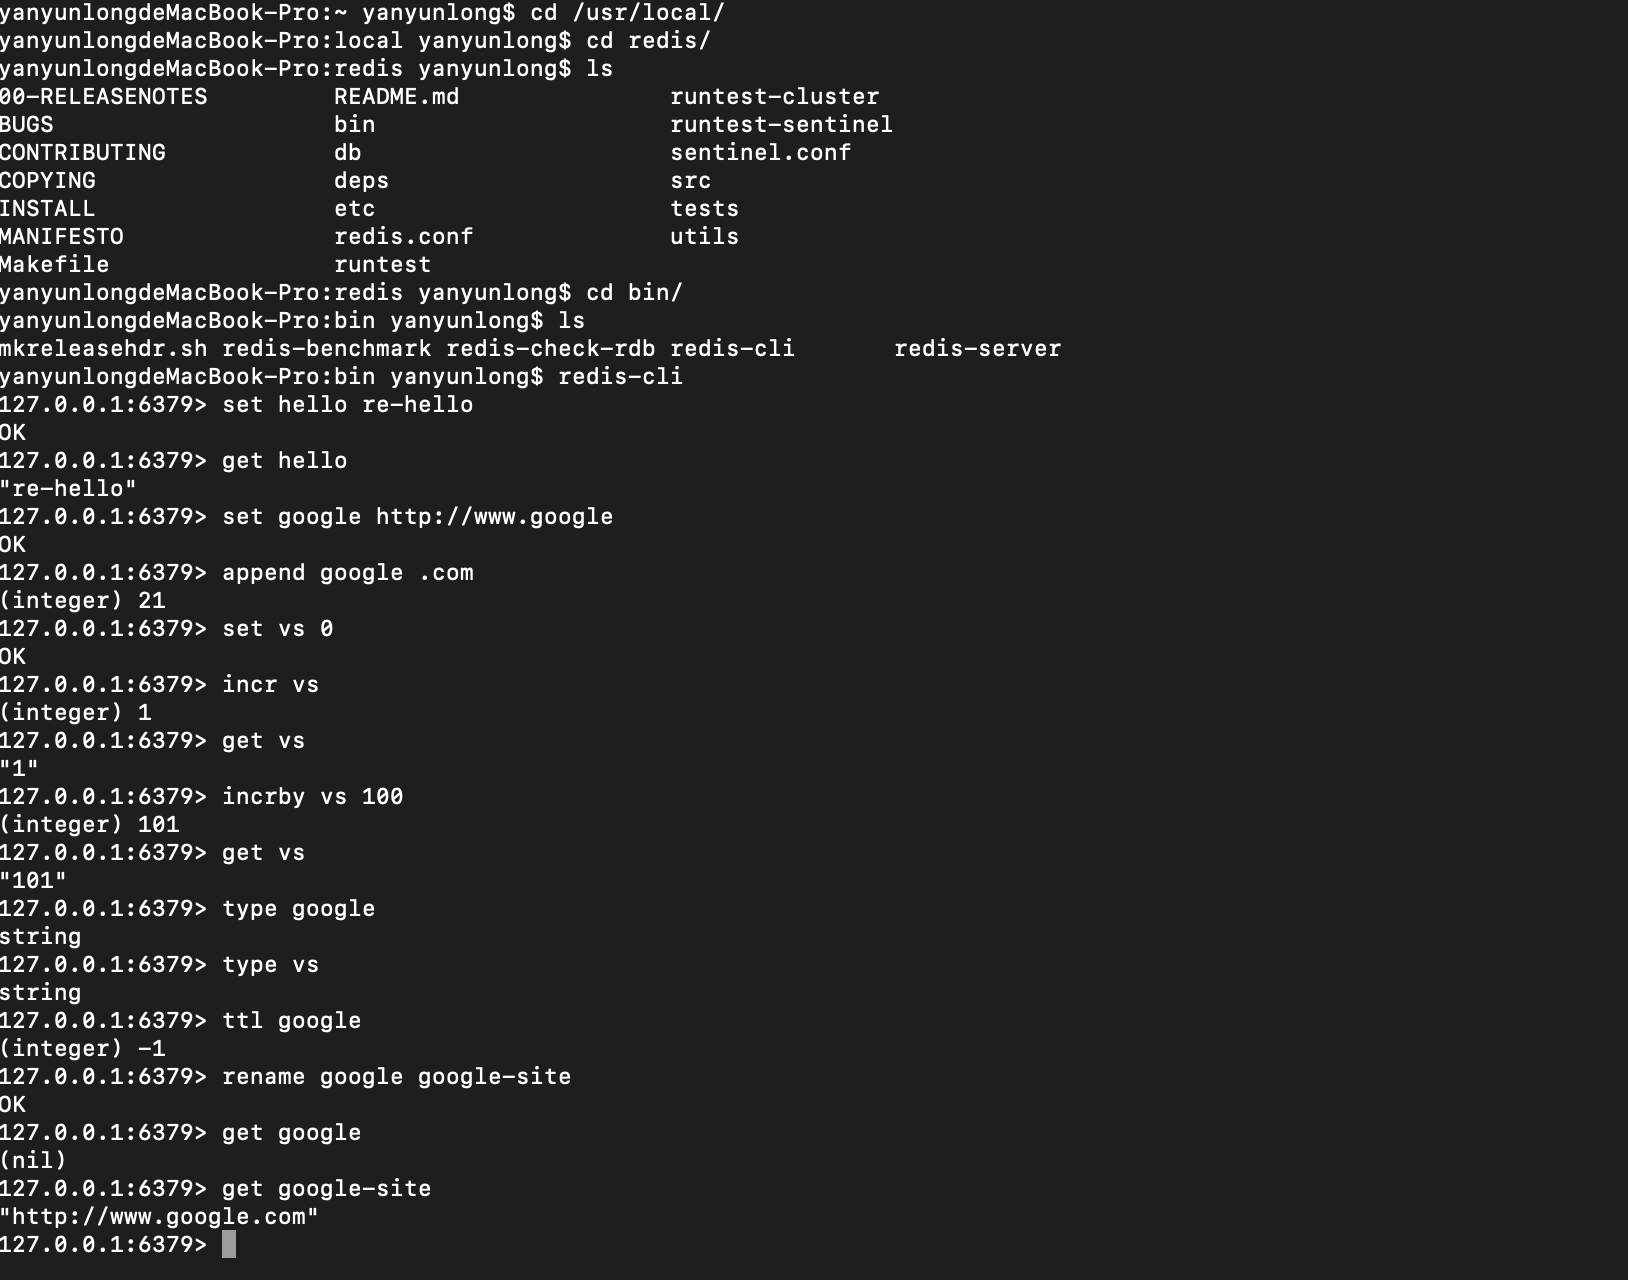 yanyunlongdeMacBook-Pro:~ yanyunlong$ cd /usr/local/
yanyunlongdeMacBook-Pro:local yanyunlong$ cd redis/
yanyunlongdeMacBook-Pro:redis yanyunlong$ ls
00-RELEASENOTES README.md runtest-cluster
BUGS bin runtest-sentinel
CONTRIBUTING db sentinel.conf
COPYING deps src
INSTALL etc tests
MANIFESTO redis.conf utils
Makefile runtest
yanyunlongdeMacBook-Pro:redis yanyunlong$ cd bin/
yanyunlongdeMacBook-Pro:bin yanyunlong$ ls
mkreleasehdr.sh redis-benchmark redis-check-rdb redis-cli redis-server
yanyunlongdeMacBook-Pro:bin yanyunlong$ redis-cli
127.0.0.1:6379> set hello re-hello
OK
127.0.0.1:6379> get hello
"re-hello"
127.0.0.1:6379> set google http://www.google
OK
127.0.0.1:6379> append google .com
(integer) 21
127.0.0.1:6379> set vs 0
OK
127.0.0.1:6379> incr vs
(integer) 1
127.0.0.1:6379> get vs
"1"
127.0.0.1:6379> incrby vs 100
(integer) 101
127.0.0.1:6379> get vs
"101"
127.0.0.1:6379> type google
string
127.0.0.1:6379> type vs
string
127.0.0.1:6379> ttl google
(integer) -1
127.0.0.1:6379> rename google google-site
OK
127.0.0.1:6379> get google
(nil)
127.0.0.1:6379> get google-site
"http://www.google.com"
127.0.0.1:6379>